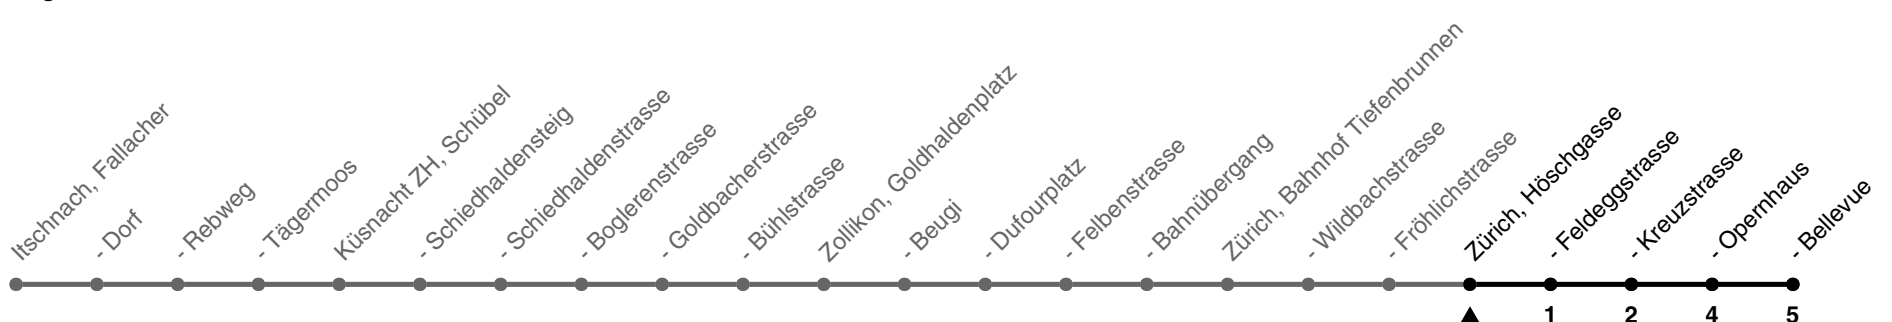 Itschnach, Fallacher
- Dorf
- Rebweg
- Tägermoos
Küsnacht ZH, Schübel
- Schiedhaldensteig
- Schiedhaldenstrasse
- Boglerenstrasse
- Goldbacherstrasse
- Bühlstrasse
Zollikon, Goldhaldenplatz
- Beugi
- Dufourplatz
- Felbenstrasse
- Bahnübergang
Zürich, Bahnhof Tiefenbrunnen
- Wildbachstrasse
- Fröhlichstrasse
Zürich, Höschgasse
- Feldeggstrasse
- Kreuzstrasse
- Opernhaus
- Bellevue
1 2 4 5